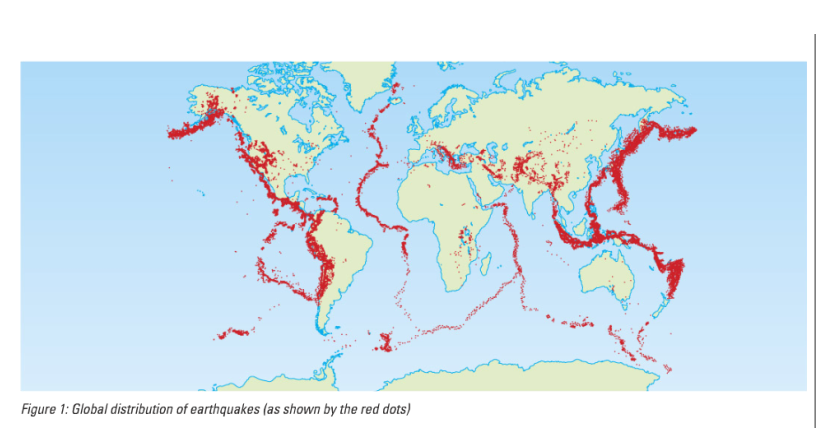 Figure 1: Global distribution of earthquakes (as shown by the red dots)